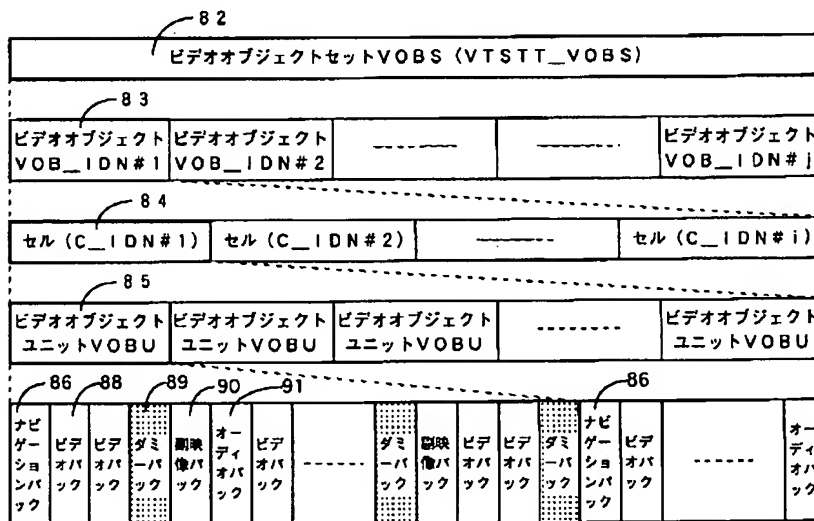 82
ビデオオブジェクトセットVOBS (VTSTT_VOBS)
83
ビデオオブジェクト
VOB_IDN#1
ビデオオブジェクト
VOB_IDN#2
ビデオオブジェクト
VOB_IDN#j
84
セル (C_IDN#1)
セル (C_IDN#2)
セル (C_IDN#i)
85
ビデオオブジェクト
ユニットVOBU
ビデオオブジェクト
ユニットVOBU
ビデオオブジェクト
ユニットVOBU
ビデオオブジェクト
ユニットVOBU
86
88
89
90
91
86
ナビゲーションパック
ビデオパック
ビデオパック
ダミーパック
副映像パック
オーディオパック
ビデオパック
ダミーパック
副映像パック
ビデオパック
ビデオパック
ダミーパック
ナビゲーションパック
ビデオパック
オーディオパック